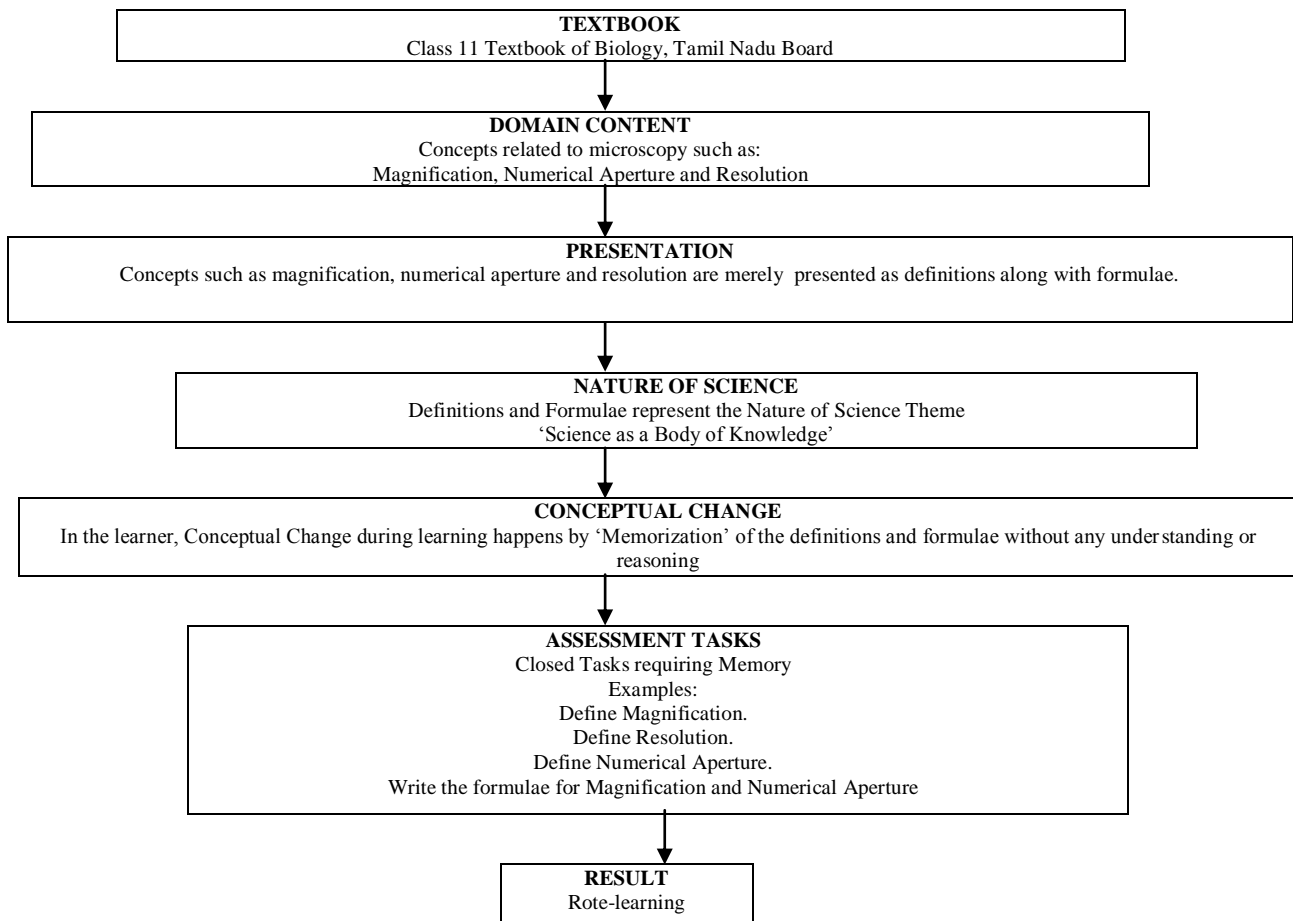 TEXTBOOK
Class 11 Textbook of Biology, Tamil Nadu Board
DOMAIN CONTENT
Concepts related to microscopy such as:
Magnification, Numerical Aperture and Resolution
PRESENTATION
Concepts such as magnification, numerical aperture and resolution are merely presented as definitions along with formulae.
NATURE OF SCIENCE
Definitions and Formulae represent the Nature of Science Theme
‘Science as a Body of Knowledge’
CONCEPTUAL CHANGE
In the learner, Conceptual Change during learning happens by ‘Memorization’ of the definitions and formulae without any understanding or
reasoning
ASSESSMENT TASKS
Closed Tasks requiring Memory
Examples:
Define Magnification.
Define Resolution.
Define Numerical Aperture.
Write the formulae for Magnification and Numerical Aperture
RESULT
Rote-learning